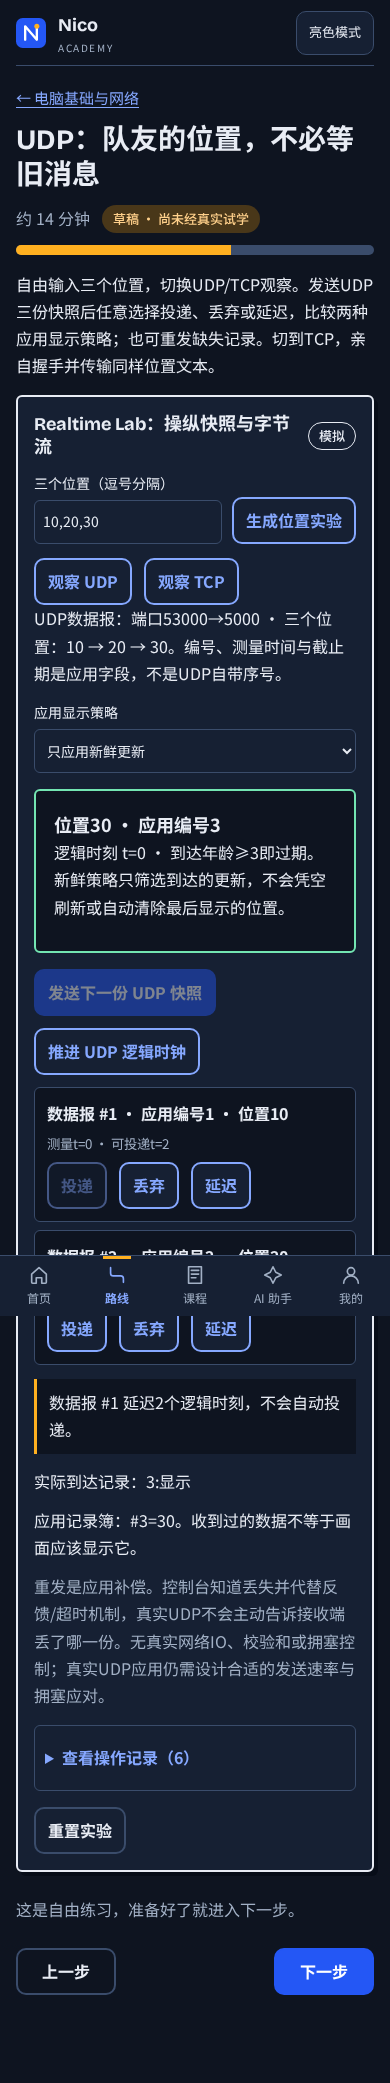 Nico
ACADEMY
亮色模式
← 电脑基础与网络
UDP：队友的位置，不必等
旧消息
约 14 分钟
草稿 · 尚未经真实试学
自由输入三个位置，切换UDP/TCP观察。发送UDP
三份快照后任意选择投递、丢弃或延迟，比较两种
应用显示策略；也可重发缺失记录。切到TCP，亲
自握手并传输同样位置文本。
Realtime Lab：操纵快照与字节
流
模拟
三个位置（逗号分隔）
10,20,30
生成位置实验
观察 UDP
观察 TCP
UDP数据报：端口53000→5000 · 三个位
置：10 → 20 → 30。编号、测量时间与截止
期是应用字段，不是UDP自带序号。
应用显示策略
只应用新鲜更新
位置30 · 应用编号3
逻辑时刻 t=0 · 到达年龄≥3即过期。
新鲜策略只筛选到达的更新，不会凭空
刷新或自动清除最后显示的位置。
发送下一份 UDP 快照
推进 UDP 逻辑时钟
数据报 #1 · 应用编号1 · 位置10
测量t=0 · 可投递t=2
投递
丢弃
延迟
首页
路线
课程
AI 助手
我的
投递
丢弃
延迟
数据报 #1 延迟2个逻辑时刻，不会自动投
递。
实际到达记录：3:显示
应用记录簿：#3=30。收到过的数据不等于画
面应该显示它。
重发是应用补偿。控制台知道丢失并代替反
馈/超时机制，真实UDP不会主动告诉接收端
丢了哪一份。无真实网络IO、校验和或拥塞控
制；真实UDP应用仍需设计合适的发送速率与
拥塞应对。
▶ 查看操作记录（6）
重置实验
这是自由练习，准备好了就进入下一步。
上一步
下一步